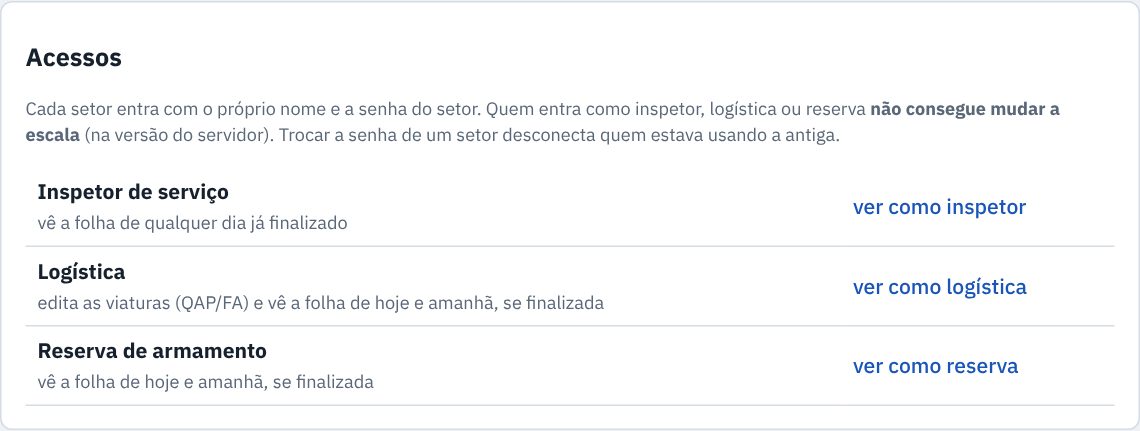 Acessos
Cada setor entra com o próprio nome e a senha do setor. Quem entra como inspetor, logística ou reserva não consegue mudar a
escala (na versão do servidor). Trocar a senha de um setor desconecta quem estava usando a antiga.
Inspetor de serviço
vê a folha de qualquer dia já finalizado
ver como inspetor
Logística
edita as viaturas (QAP/FA) e vê a folha de hoje e amanhã, se finalizada
ver como logística
Reserva de armamento
vê a folha de hoje e amanhã, se finalizada
ver como reserva